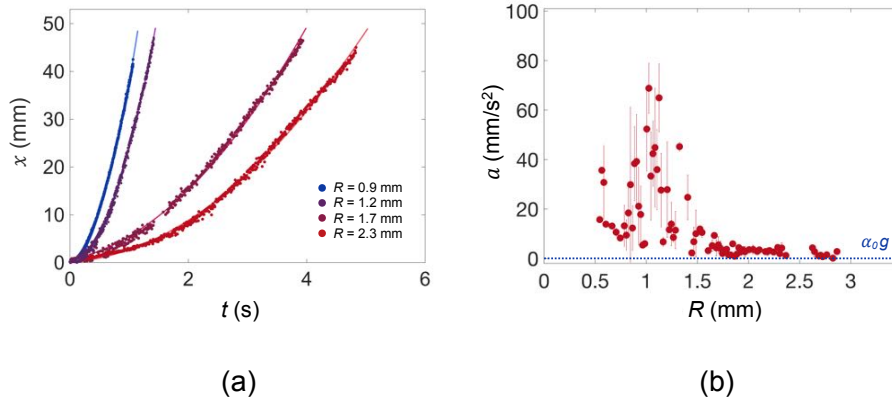 50
40
30
20
10
0
x (mm)
0
2
4
6
t (s)
R = 0.9 mm
R = 1.2 mm
R = 1.7 mm
R = 2.3 mm
(a)
100
80
60
40
20
0
a (mm/s²)
α₀g
0
0.5
1
1.5
2
2.5
3
R (mm)
(b)